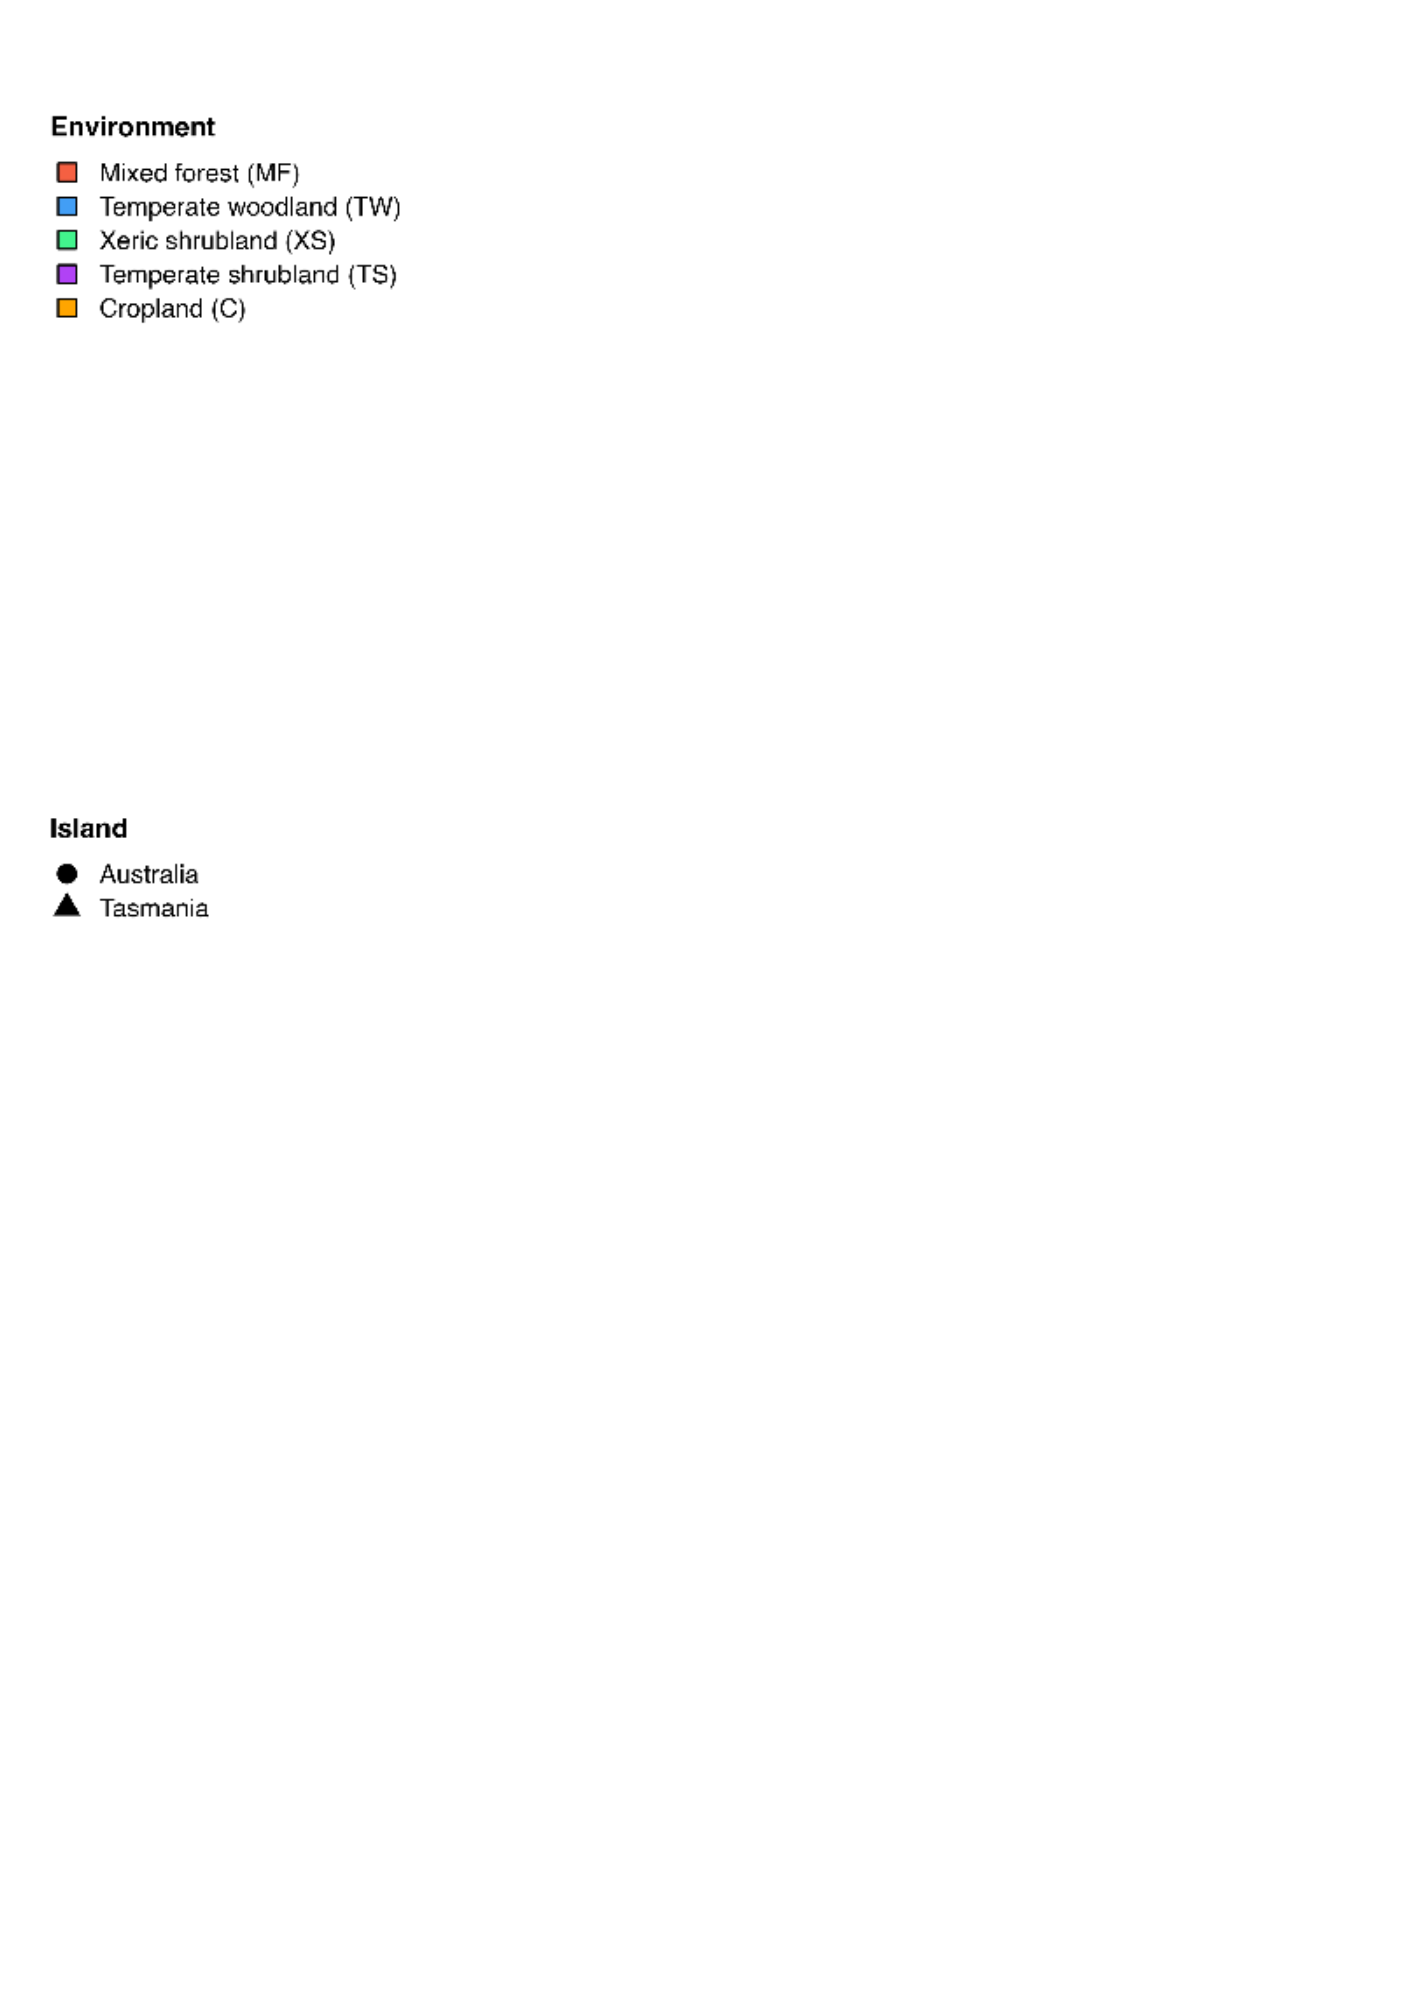 Environment
Mixed forest (MF)
Temperate woodland (TW)
Xeric shrubland (XS)
Temperate shrubland (TS)
Cropland (C)
Island
Australia
Tasmania